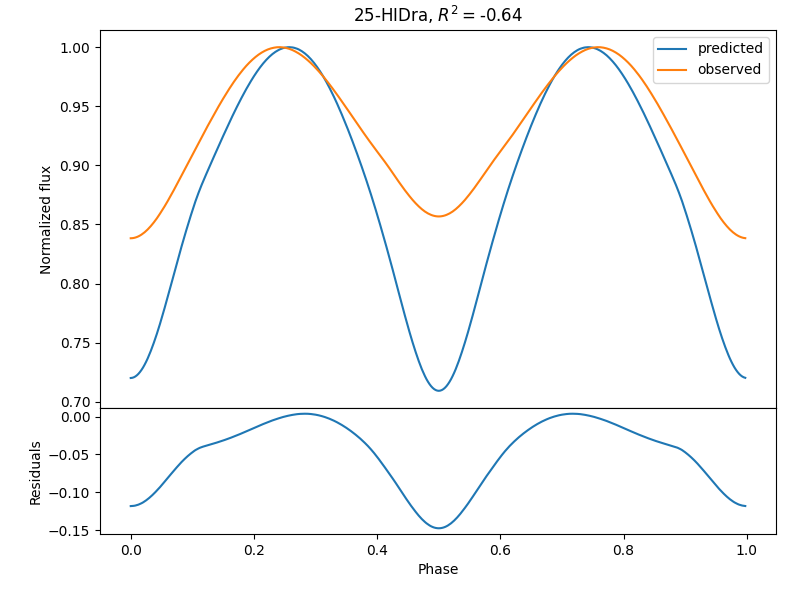 25-HIDra, R² = -0.64
predicted
observed
Normalized flux
1.00
0.95
0.90
0.85
0.80
0.75
0.70
Residuals
0.00
−0.05
−0.10
−0.15
0.0 0.2 0.4 0.6 0.8 1.0
Phase